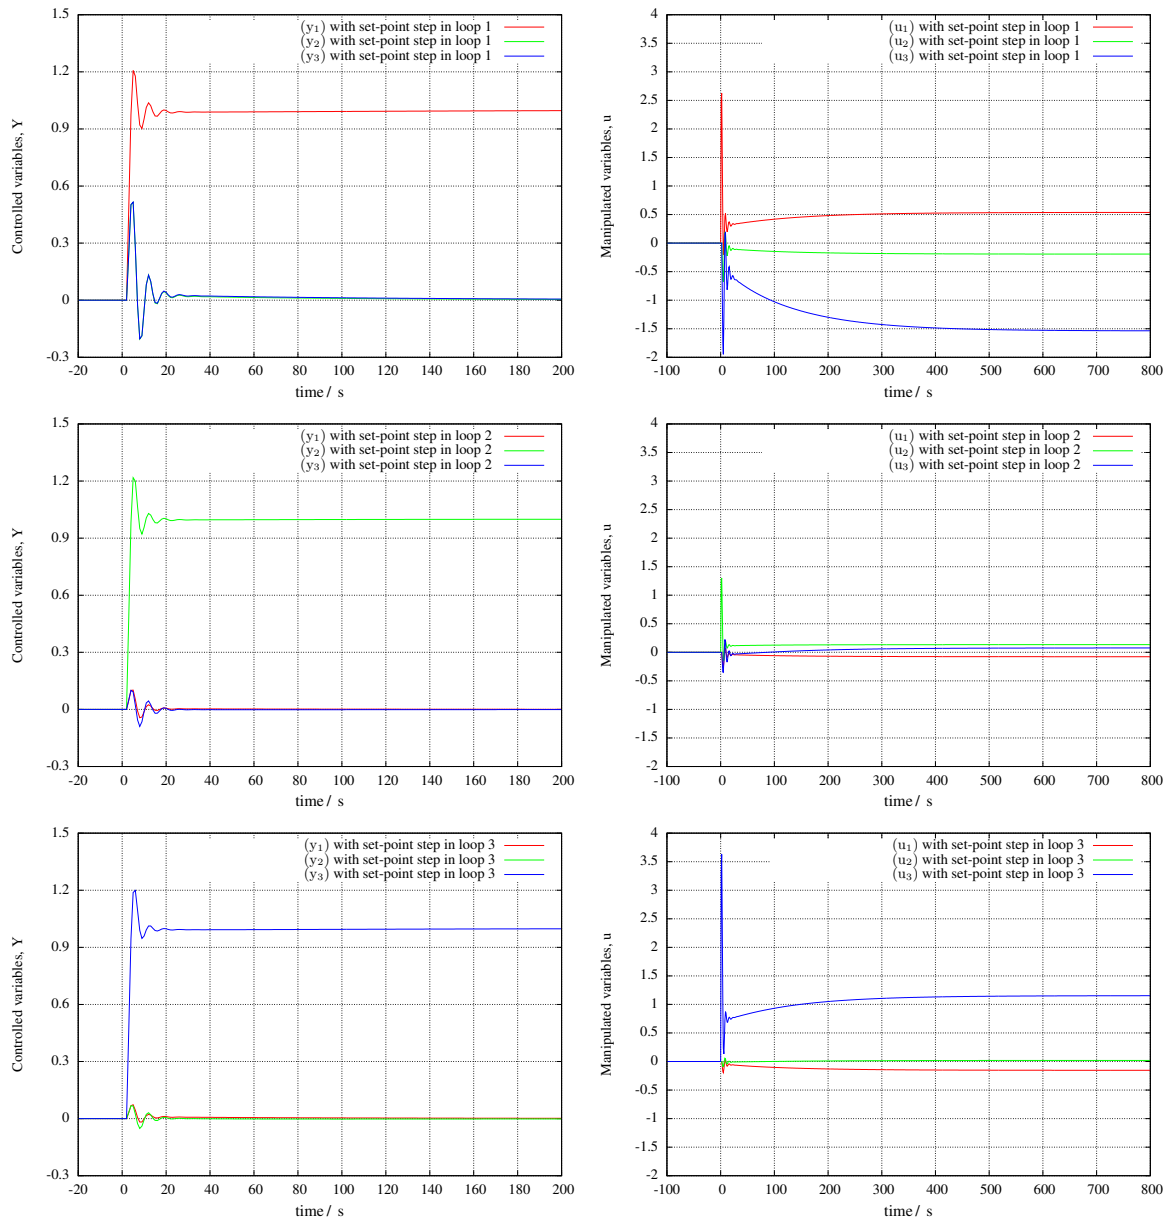 1.5
1.2
0.9
0.6
0.3
0
-0.3
-20 0 20 40 60 80 100 120 140 160 180 200
Controlled variables, Y
time / s
(y₁) with set-point step in loop 1
(y₂) with set-point step in loop 1
(y₃) with set-point step in loop 1
4
3.5
3
2.5
2
1.5
1
0.5
0
-0.5
-1
-1.5
-2
-100 0 100 200 300 400 500 600 700 800
Manipulated variables, u
time / s
(u₁) with set-point step in loop 1
(u₂) with set-point step in loop 1
(u₃) with set-point step in loop 1
1.5
1.2
0.9
0.6
0.3
0
-0.3
-20 0 20 40 60 80 100 120 140 160 180 200
Controlled variables, Y
time / s
(y₁) with set-point step in loop 2
(y₂) with set-point step in loop 2
(y₃) with set-point step in loop 2
4
3.5
3
2.5
2
1.5
1
0.5
0
-0.5
-1
-1.5
-2
-100 0 100 200 300 400 500 600 700 800
Manipulated variables, u
time / s
(u₁) with set-point step in loop 2
(u₂) with set-point step in loop 2
(u₃) with set-point step in loop 2
1.5
1.2
0.9
0.6
0.3
0
-0.3
-20 0 20 40 60 80 100 120 140 160 180 200
Controlled variables, Y
time / s
(y₁) with set-point step in loop 3
(y₂) with set-point step in loop 3
(y₃) with set-point step in loop 3
4
3.5
3
2.5
2
1.5
1
0.5
0
-0.5
-1
-1.5
-2
-100 0 100 200 300 400 500 600 700 800
Manipulated variables, u
time / s
(u₁) with set-point step in loop 3
(u₂) with set-point step in loop 3
(u₃) with set-point step in loop 3